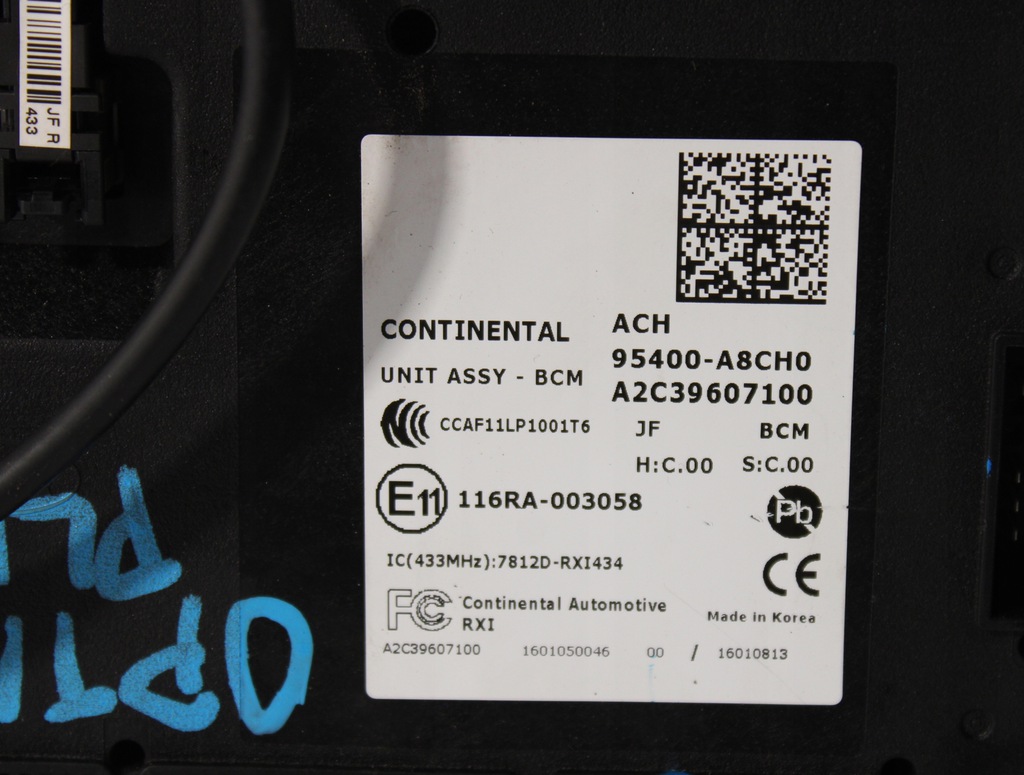 JF R
433
ACH
CONTINENTAL
95400-A8CH0
UNIT ASSY - BCM
A2C39607100
CCAF11LP1001T6
JF BCM
H:C.00 S:C.00
E11 116RA-003058
Pb
IC(433MHz):7812D-RXI434
CE
FC Continental Automotive
RXI
Made in Korea
A2C39607100 1601050046 00 / 16010813